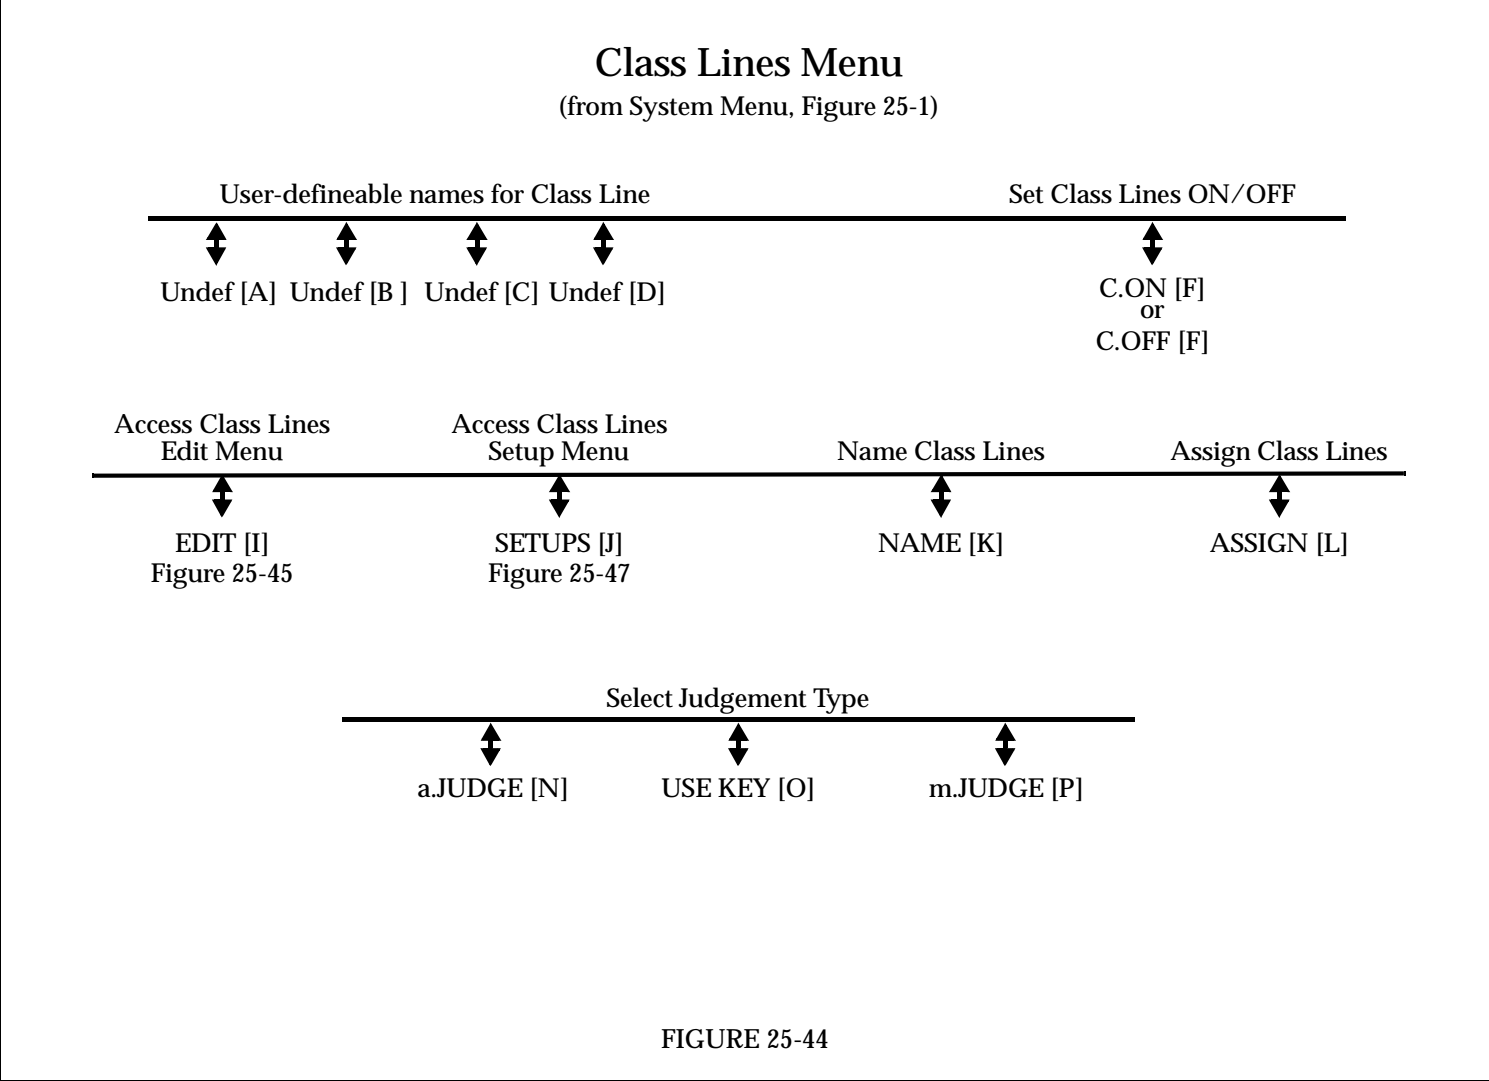 Class Lines Menu
(from System Menu, Figure 25-1)
User-defineable names for Class Line
Set Class Lines ON/OFF
Undef [A] Undef [B ] Undef [C] Undef [D]
C.ON [F]
or
C.OFF [F]
Access Class Lines
Edit Menu
Access Class Lines
Setup Menu
Name Class Lines
Assign Class Lines
EDIT [I]
Figure 25-45
SETUPS [J]
Figure 25-47
NAME [K]
ASSIGN [L]
Select Judgement Type
a.JUDGE [N]
USE KEY [O]
m.JUDGE [P]
FIGURE 25-44